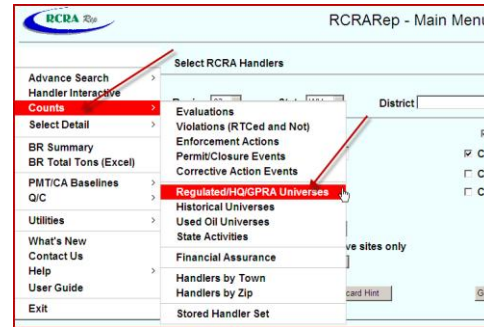 RCRA Rep
RCRARep - Main Menu
Select RCRA Handlers
Advance Search
Handler Interactive
Counts
Select Detail
BR Summary
BR Total Tons (Excel)
PMT/CA Baselines
Q/C
Utilities
What's New
Contact Us
Help
User Guide
Exit
District
Evaluations
Violations (RTCed and Not)
Enforcement Actions
Permit/Closure Events
Corrective Action Events
Regulated/HQ/GPRA Universes
Historical Universes
Used Oil Universes
State Activities
Financial Assurance
Handlers by Town
Handlers by Zip
Stored Handler Set
C
C
C
sites only
card Hint
G